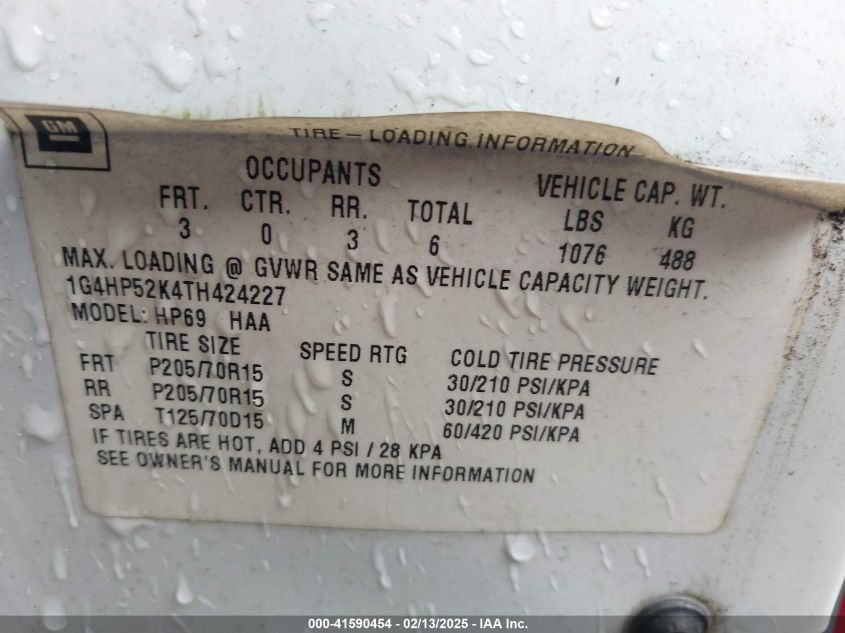 GM
TIRE – LOADING INFORMATION
OCCUPANTS VEHICLE CAP. WT.
FRT. CTR. RR. TOTAL LBS KG
3 0 3 6 1076 488
MAX. LOADING @ GVWR SAME AS VEHICLE CAPACITY WEIGHT.
1G4HP52K4TH424227
MODEL: HP69 HAA
TIRE SIZE SPEED RTG COLD TIRE PRESSURE
FRT P205/70R15 S 30/210 PSI/KPA
RR P205/70R15 S 30/210 PSI/KPA
SPA T125/70D15 M 60/420 PSI/KPA
IF TIRES ARE HOT, ADD 4 PSI / 28 KPA
SEE OWNER'S MANUAL FOR MORE INFORMATION
000-41590454 - 02/13/2025 - IAA Inc.